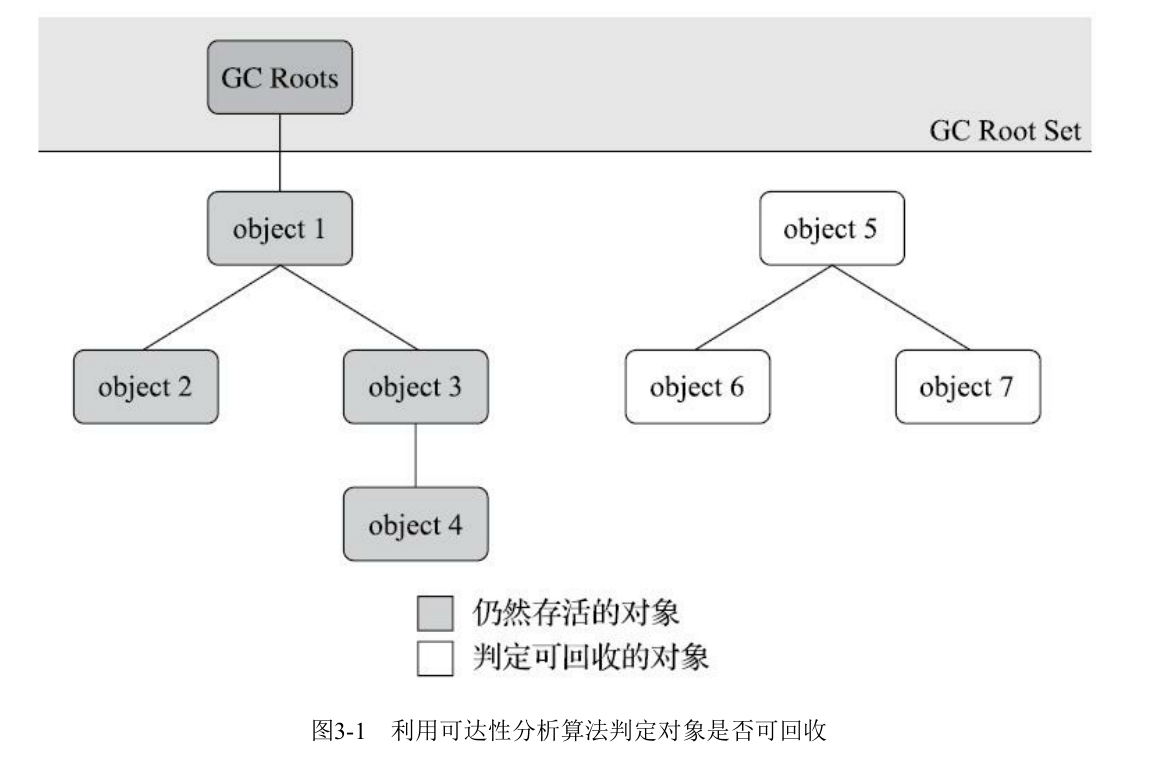 GC Roots
GC Root Set
object 1
object 5
object 2
object 3
object 6
object 7
object 4
仍然存活的对象
判定可回收的对象
图3-1 利用可达性分析算法判定对象是否可回收